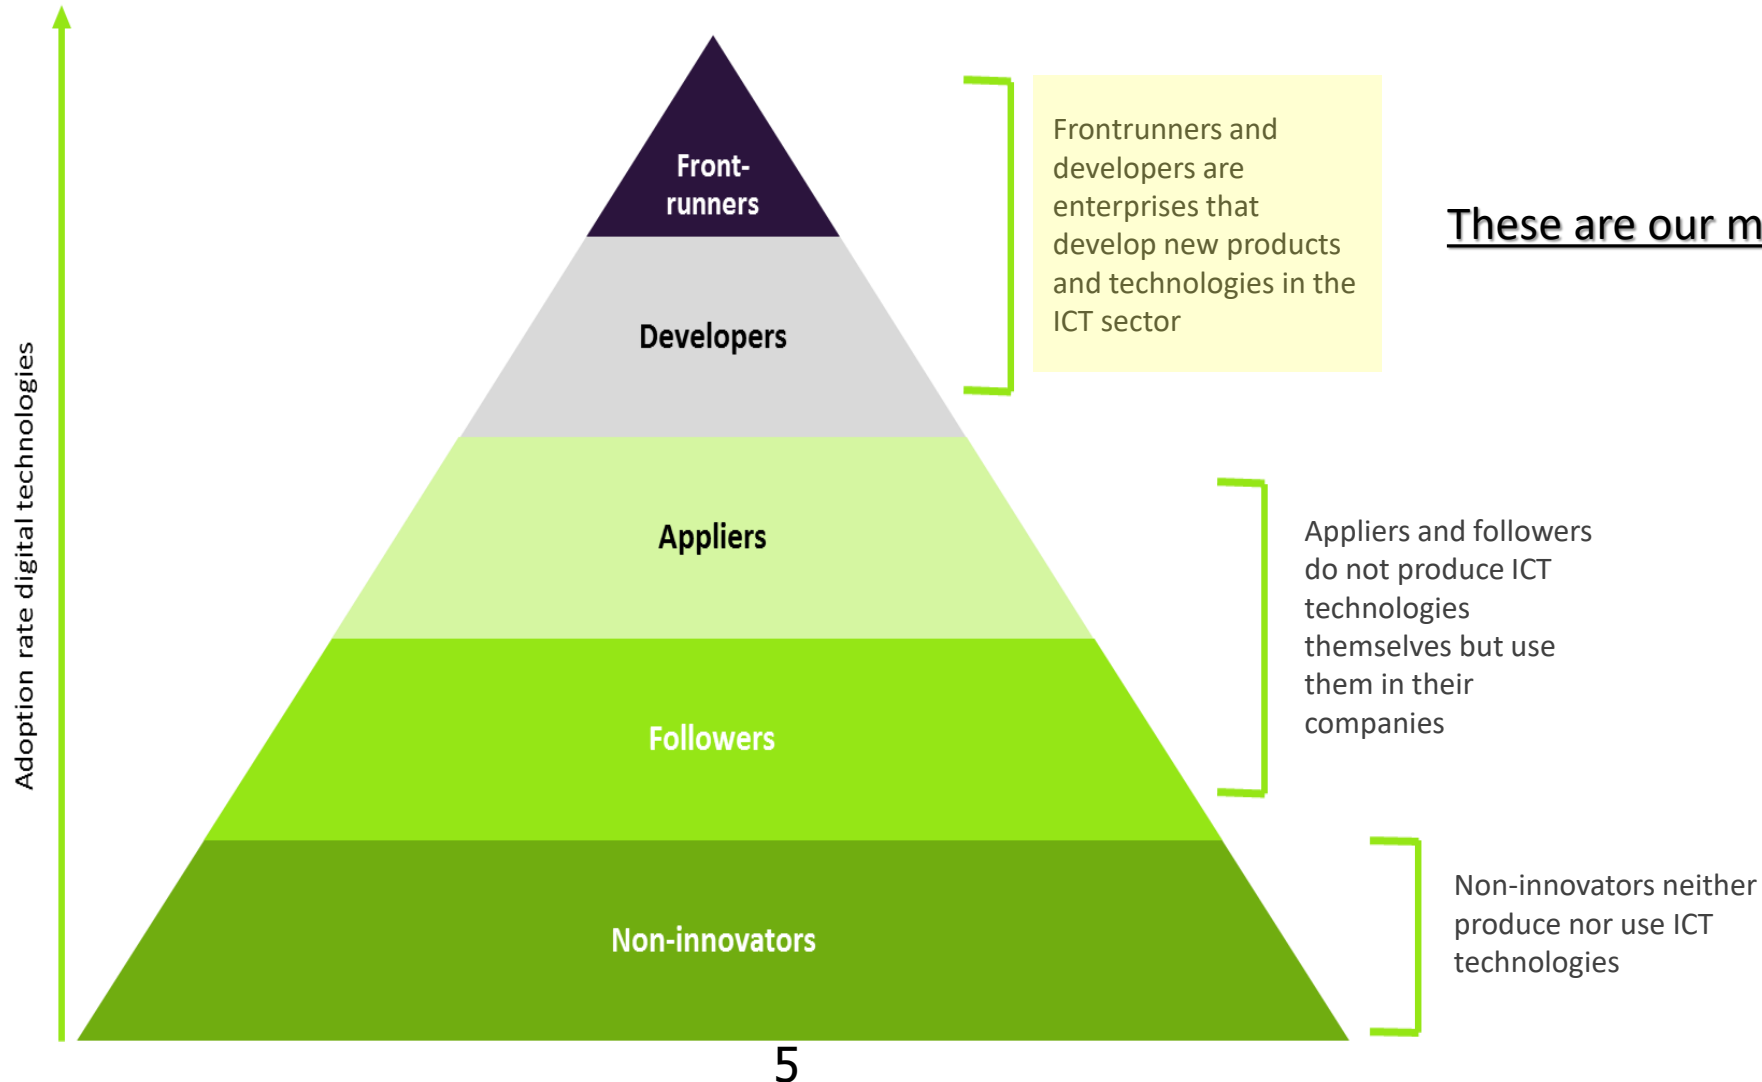 Adoption rate digital technologies
Front-
runners
Developers
Appliers
Followers
Non-innovators
Frontrunners and
developers are
enterprises that
develop new products
and technologies in the
ICT sector
These are our m
Appliers and followers
do not produce ICT
technologies
themselves but use
them in their
companies
Non-innovators neither
produce nor use ICT
technologies
5